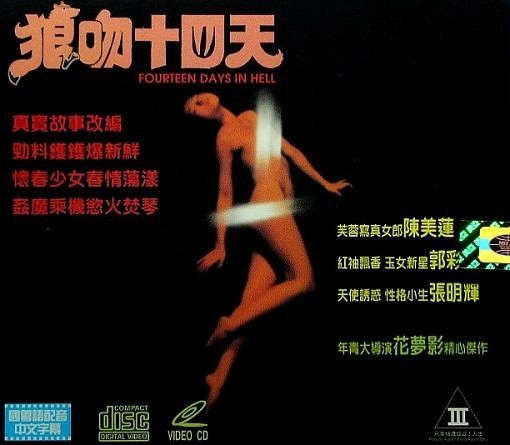 狼吻十四天
FOURTEEN DAYS IN HELL
真實故事改編
勁料鑊鑊爆新鮮
懷春少女春情蕩漾
姦魔乘機慾火焚琴
芙蓉寫真女郎陳美蓮
紅袖飄香 玉女新星郭彩
天使誘惑 性格小生張明輝
年青大導演花夢影精心傑作
國粵語配音
中文字幕
COMPACT
disc
DIGITAL VIDEO
VIDEO CD
III